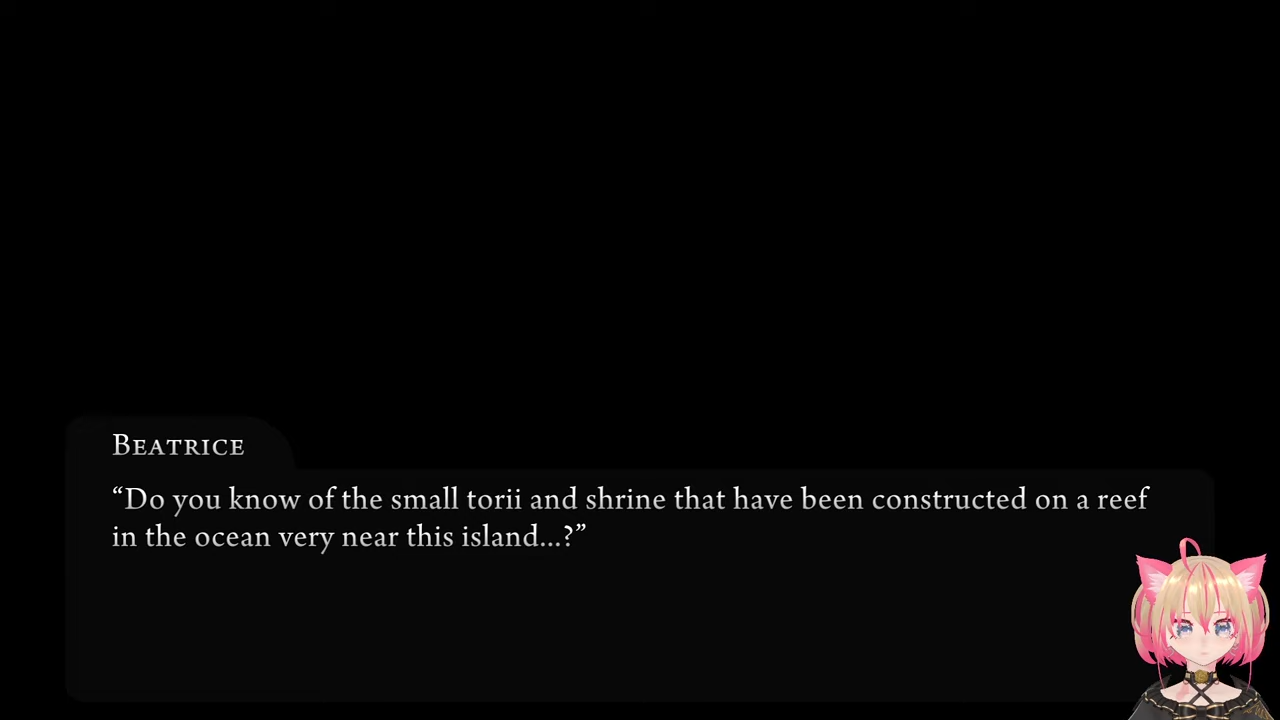 Beatrice
“Do you know of the small torii and shrine that have been constructed on a reef
in the ocean very near this island...?”